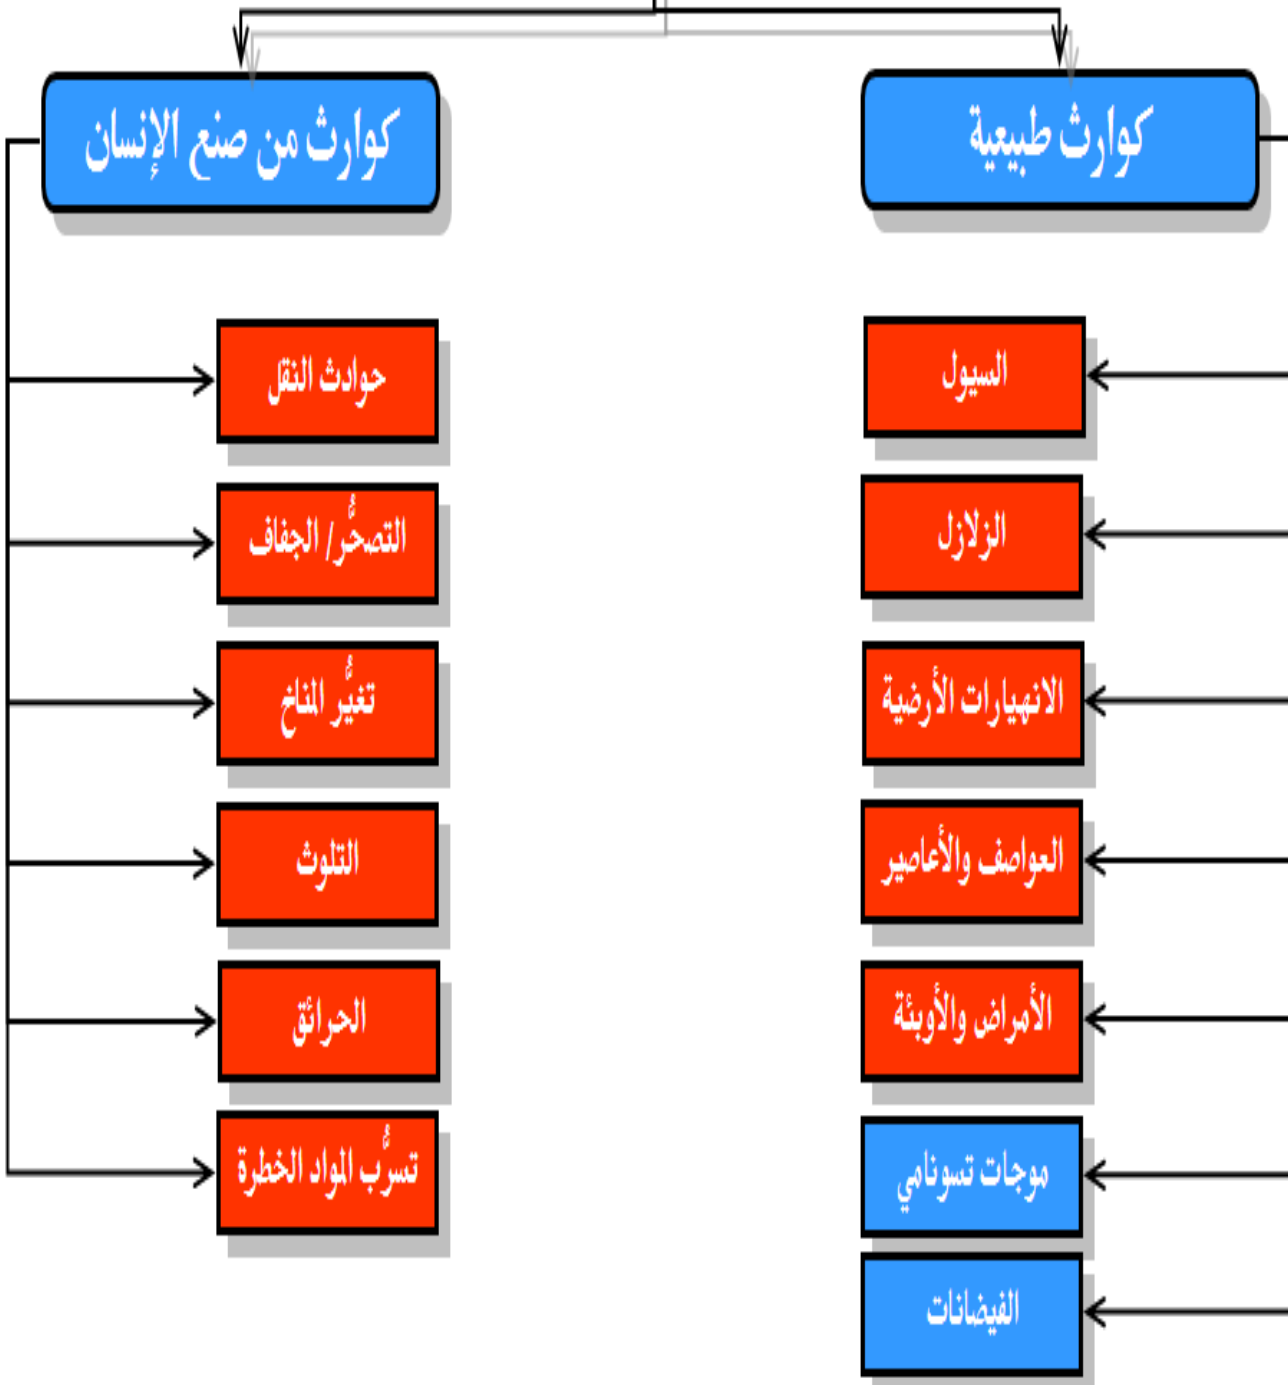 كوارث طبيعية
السيول
الزلازل
الانهيارات الأرضية
العواصف والأعاصير
الأمراض والأوبئة
موجات تسونامي
الفيضانات
كوارث من صنع الإنسان
حوادث النقل
التصحُّر/ الجفاف
تغيُّر المناخ
التلوث
الحرائق
تسرُّب المواد الخطرة